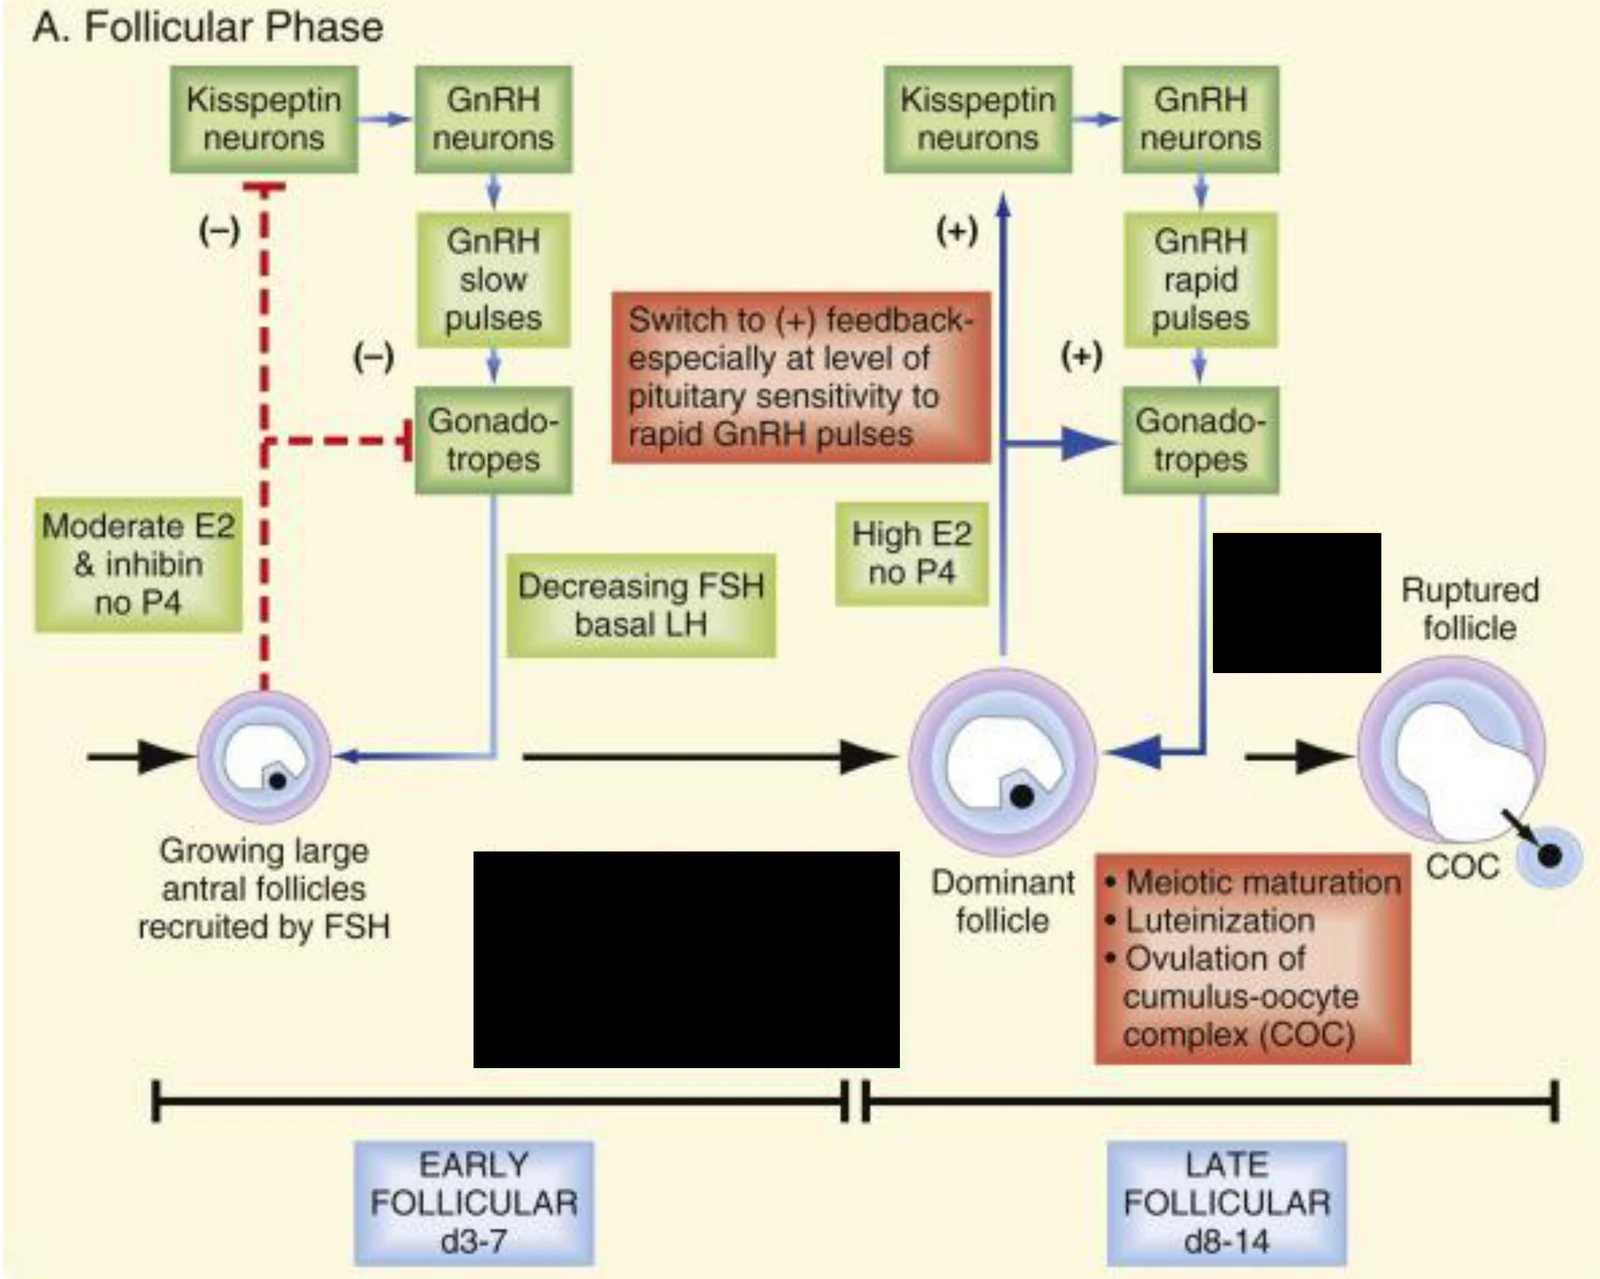 A. Follicular Phase
Kisspeptin
neurons
GnRH
neurons
(–)
GnRH
slow
pulses
(–)
Gonado-
tropes
Moderate E2
& inhibin
no P4
Decreasing FSH
basal LH
Growing large
antral follicles
recruited by FSH
Kisspeptin
neurons
GnRH
neurons
(+)
GnRH
rapid
pulses
Switch to (+) feedback-
especially at level of
pituitary sensitivity to
rapid GnRH pulses
(+)
Gonado-
tropes
High E2
no P4
Ruptured
follicle
Dominant
follicle
• Meiotic maturation
• Luteinization
• Ovulation of
cumulus-oocyte
complex (COC)
COC
EARLY
FOLLICULAR
d3-7
LATE
FOLLICULAR
d8-14